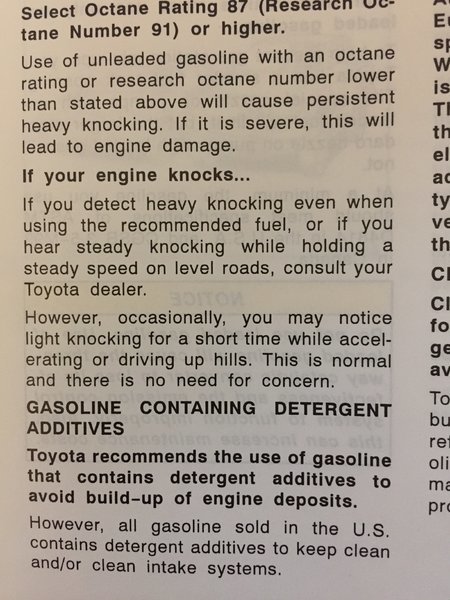 Select Octane Rating 87 (Research Oc-
tane Number 91) or higher.
Use of unleaded gasoline with an octane
rating or research octane number lower
than stated above will cause persistent
heavy knocking. If it is severe, this will
lead to engine damage.
If your engine knocks...
If you detect heavy knocking even when
using the recommended fuel, or if you
hear steady knocking while holding a
steady speed on level roads, consult your
Toyota dealer.
However, occasionally, you may notice
light knocking for a short time while accel-
erating or driving up hills. This is normal
and there is no need for concern.
GASOLINE CONTAINING DETERGENT
ADDITIVES
Toyota recommends the use of gasoline
that contains detergent additives to
avoid build-up of engine deposits.
However, all gasoline sold in the U.S.
contains detergent additives to keep clean
and/or clean intake systems.